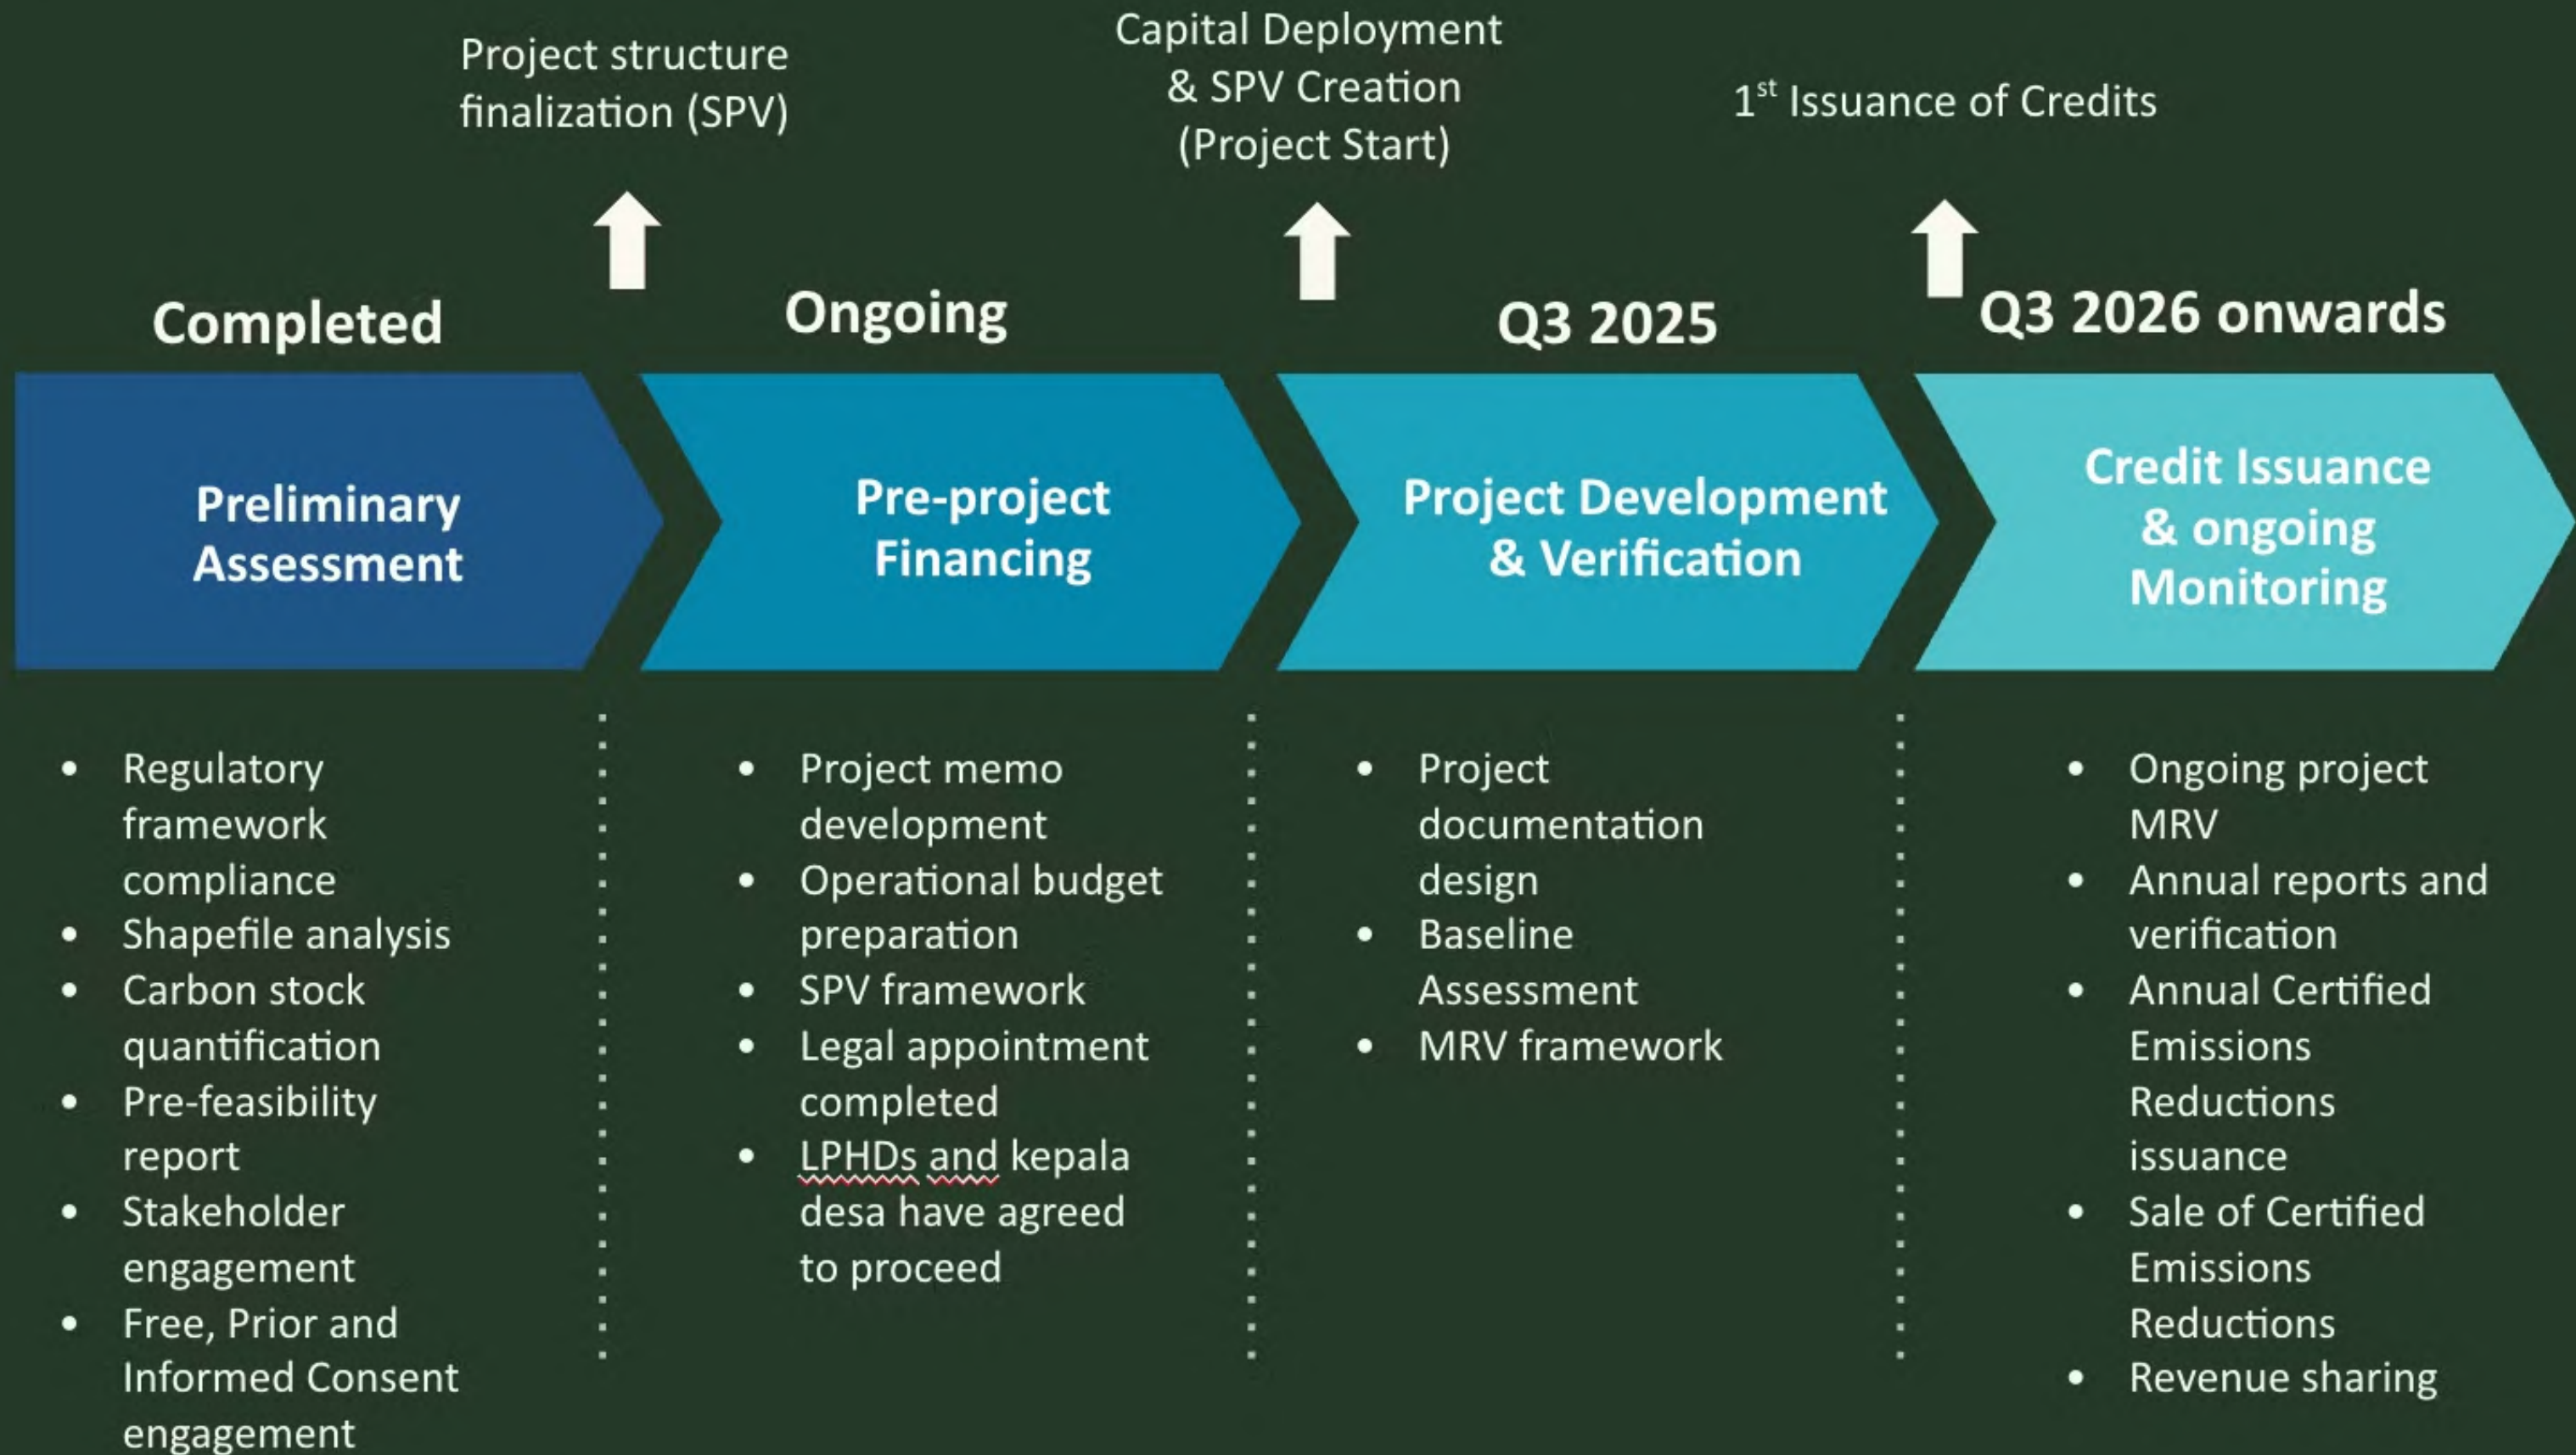 Project structure
finalization (SPV)
Capital Deployment
& SPV Creation
(Project Start)
1st Issuance of Credits
Completed
Ongoing
Q3 2025
Q3 2026 onwards
Preliminary
Assessment
Pre-project
Financing
Project Development
& Verification
Credit Issuance
& ongoing
Monitoring
• Regulatory
framework
compliance
• Shapefile analysis
• Carbon stock
quantification
• Pre-feasibility
report
• Stakeholder
engagement
• Free, Prior and
Informed Consent
engagement
• Project memo
development
• Operational budget
preparation
• SPV framework
• Legal appointment
completed
• LPHDs and kepala
desa have agreed
to proceed
• Project
documentation
design
• Baseline
Assessment
• MRV framework
• Ongoing project
MRV
• Annual reports and
verification
• Annual Certified
Emissions
Reductions
issuance
• Sale of Certified
Emissions
Reductions
• Revenue sharing